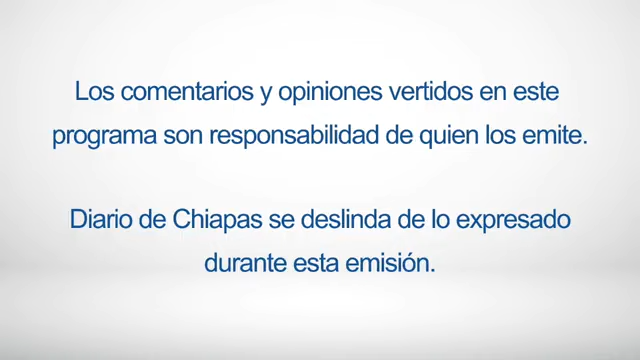 Los comentarios y opiniones vertidos en este
programa son responsabilidad de quien los emite.
Diario de Chiapas se deslinda de lo expresado
durante esta emisión.